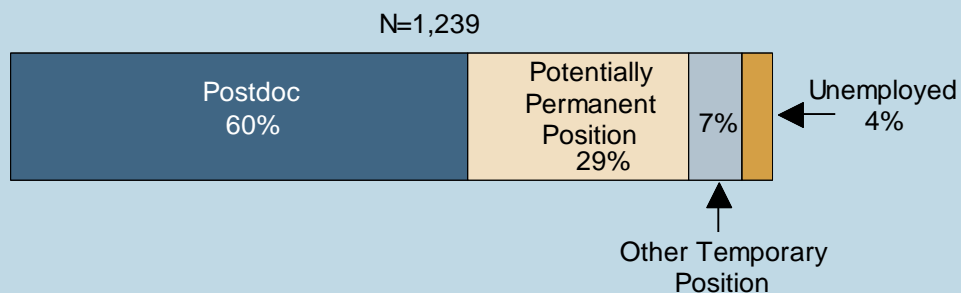 N=1,239
Postdoc
60%
Potentially
Permanent
Position
29%
7%
Unemployed
4%
Other Temporary
Position